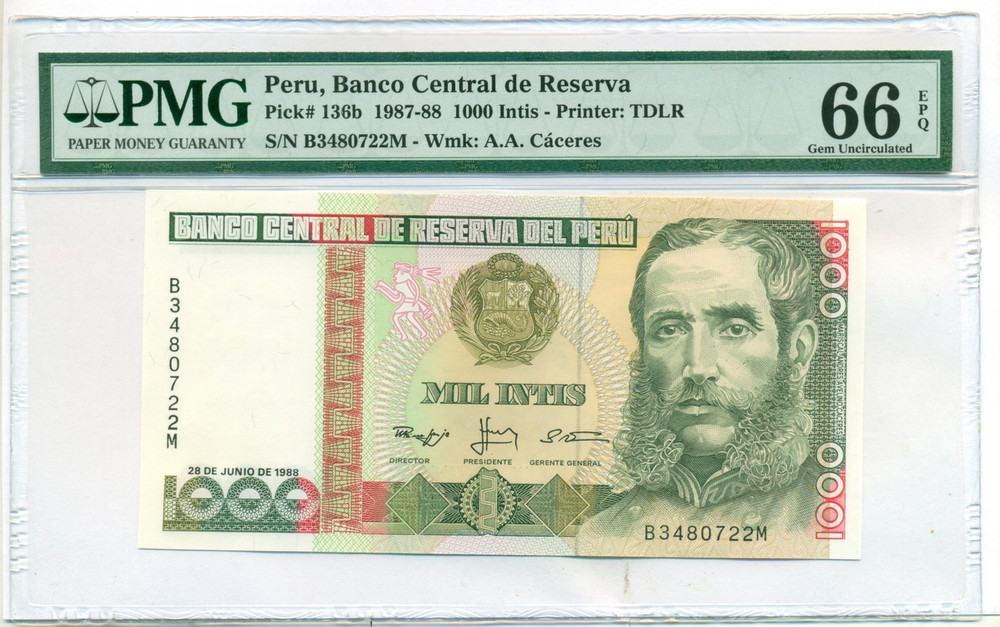 PMG
PAPER MONEY GUARANTY
Peru, Banco Central de Reserva
Pick# 136b 1987-88 1000 Intis - Printer: TDLR
S/N B3480722M - Wmk: A.A. Cáceres
66
EPQ
Gem Uncirculated
BANCO CENTRAL DE RESERVA DEL PERÚ
1000
B3480722M
MIL INTIS
DIRECTOR PRESIDENTE GERENTE GENERAL
28 DE JUNIO DE 1988
1000
1000
B3480722M